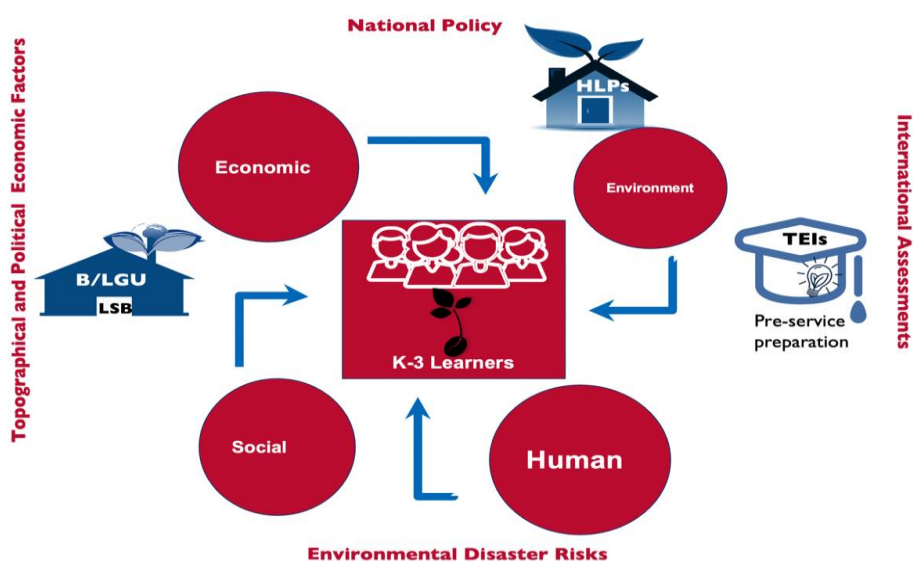 National Policy
HLPs
Economic
Environment
Topographical and Political Economic Factors
International Assessments
TEIs
B/LGU
LSB
Pre-service
preparation
K-3 Learners
Social
Human
Environmental Disaster Risks